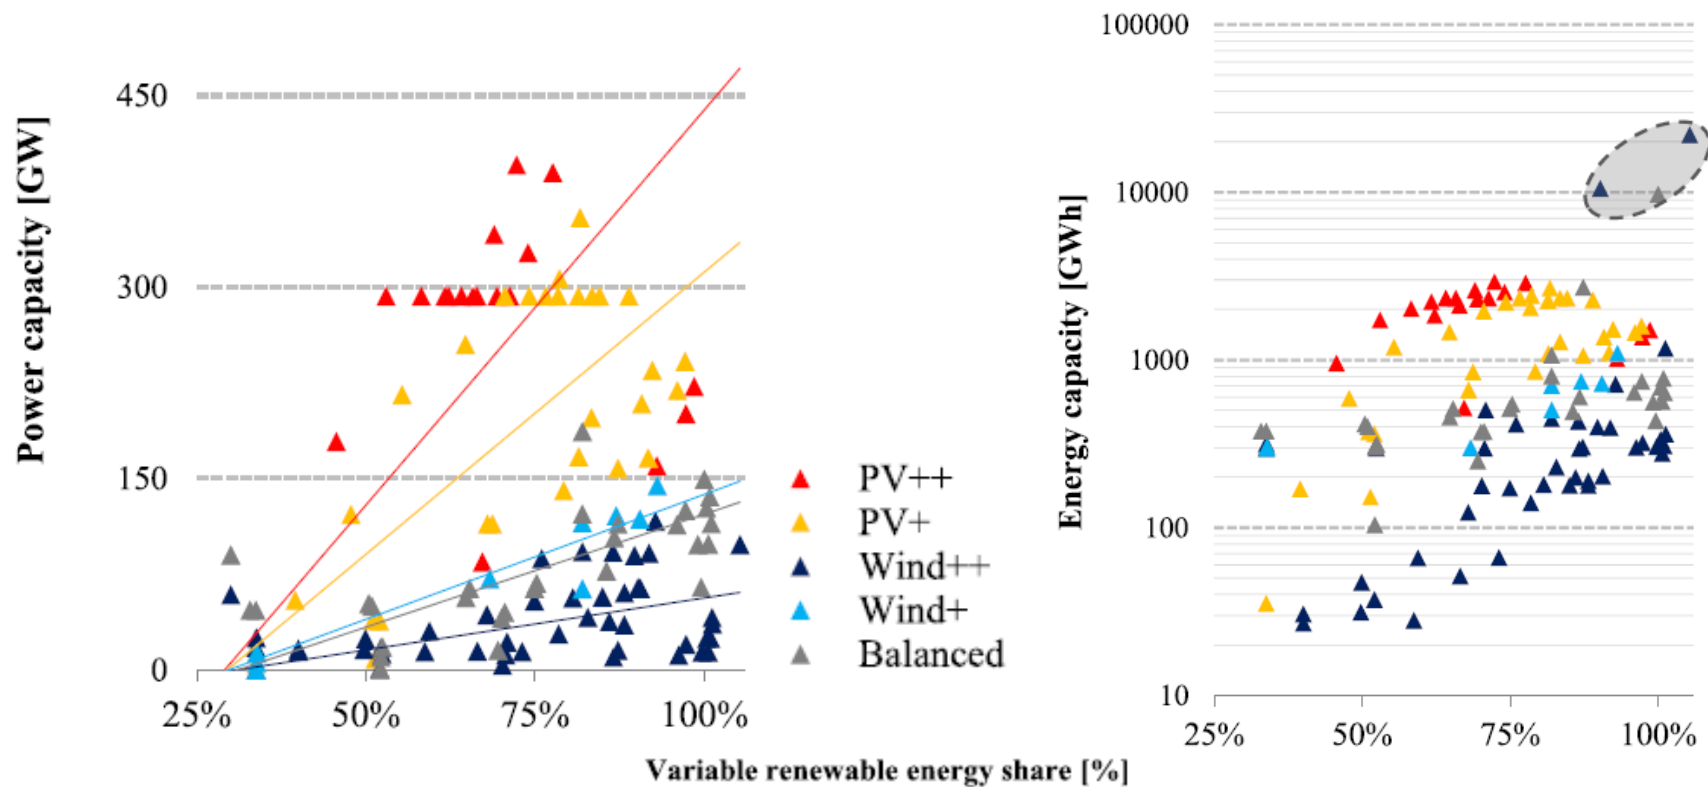 Power capacity [GW]
450
300
150
0
25%
50%
75%
100%
PV++
PV+
Wind++
Wind+
Balanced
Energy capacity [GWh]
100000
10000
1000
100
10
25%
50%
75%
100%
Variable renewable energy share [%]